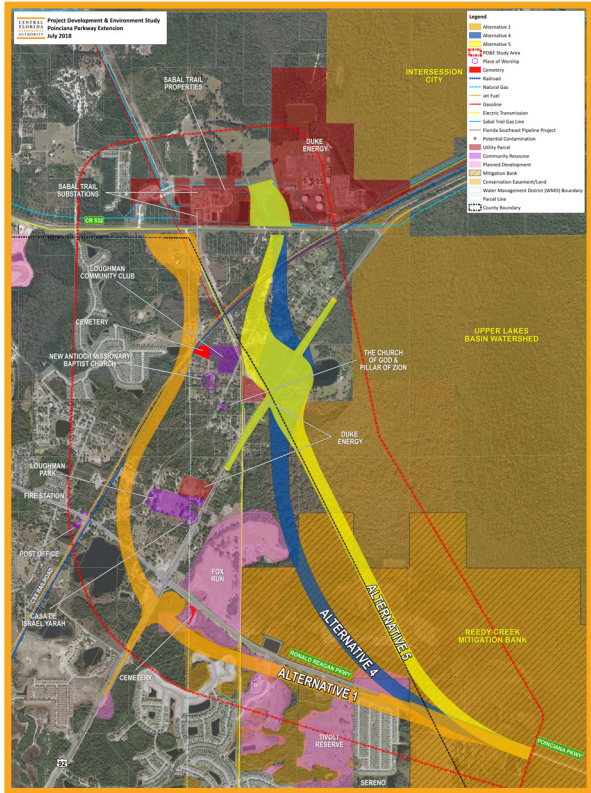 CENTRAL
FLORIDA
EXPRESSWAY
AUTHORITY
Project Development & Environment Study
Poinciana Parkway Extension
July 2018
Legend
Alternative 1
Alternative 4
Alternative 5
PD&E Study Area
Place of Worship
Cemetery
Railroad
Natural Gas
Jet Fuel
Gasoline
Electric Transmission
Sabal Trail Gas Line
Florida Southeast Pipeline Project
Potential Contamination
Utility Parcel
Community Resource
Planned Development
Mitigation Bank
Conservation Easement/Land
Water Management District (WMD) Boundary
Parcel Line
County Boundary
INTERSESSION
CITY
SABAL TRAIL
PROPERTIES
DUKE
ENERGY
SABAL TRAIL
SUBSTATIONS
CR 532
LOUGHMAN
COMMUNITY CLUB
CEMETERY
NEW ANTIOCH MISSIONARY
BAPTIST CHURCH
UPPER LAKES
BASIN WATERSHED
THE CHURCH
OF GOD &
PILLAR OF ZION
DUKE
ENERGY
LOUGHMAN
PARK
FIRE STATION
POST OFFICE
CSX RAILROAD
CASA DE
ISRAEL YARAH
FOX
RUN
CEMETERY
ALTERNATIVE 5
ALTERNATIVE 4
ALTERNATIVE 1
REEDY CREEK
MITIGATION BANK
RONALD REAGAN PKWY
POINCIANA PKWY
TIVOLI
RESERVE
92
SERENO